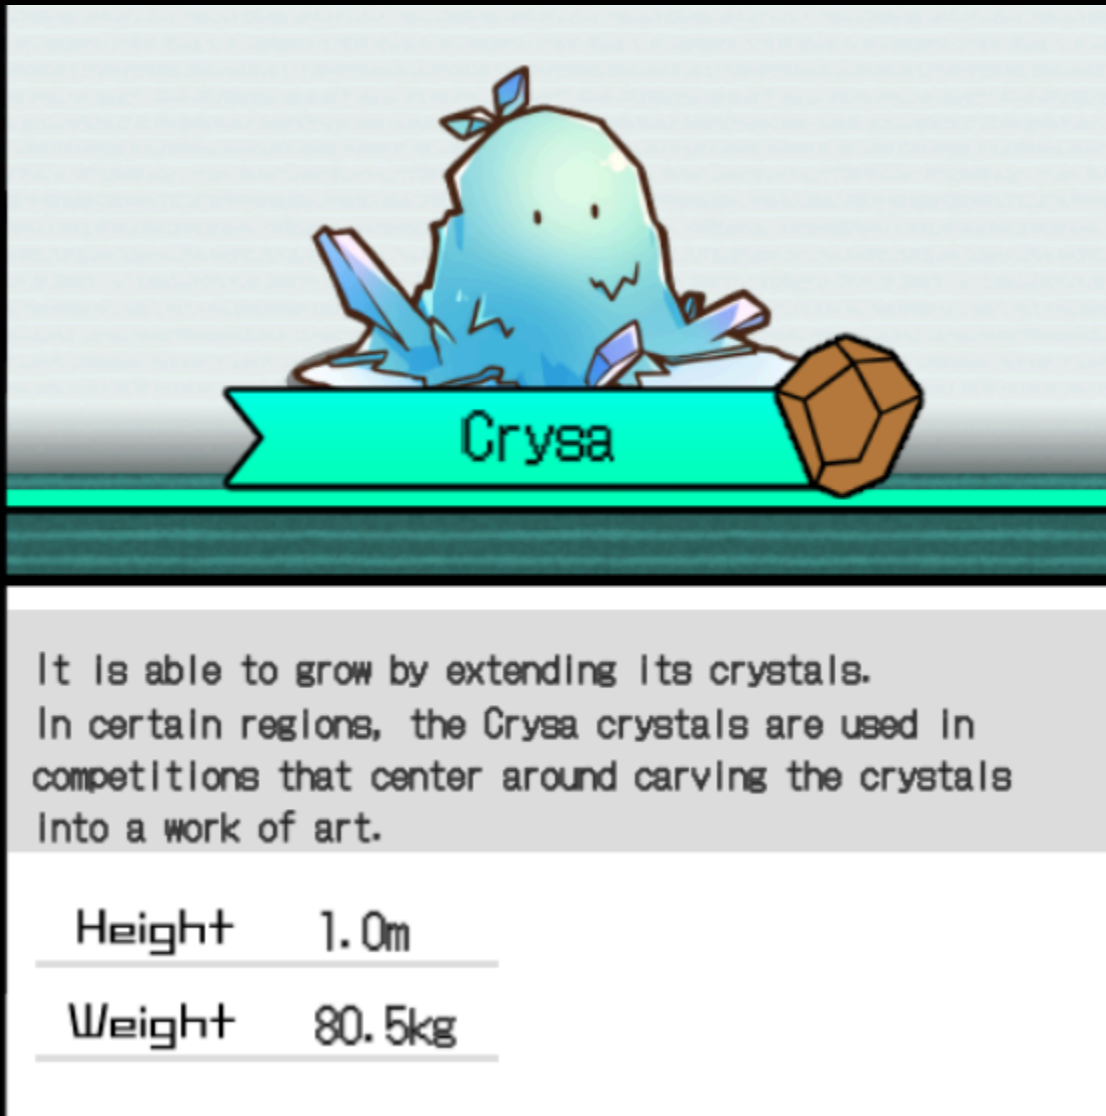 Crysa
It is able to grow by extending its crystals.
In certain regions, the Crysa crystals are used in
competitions that center around carving the crystals
into a work of art.
Height 1.0m
Weight 80.5kg